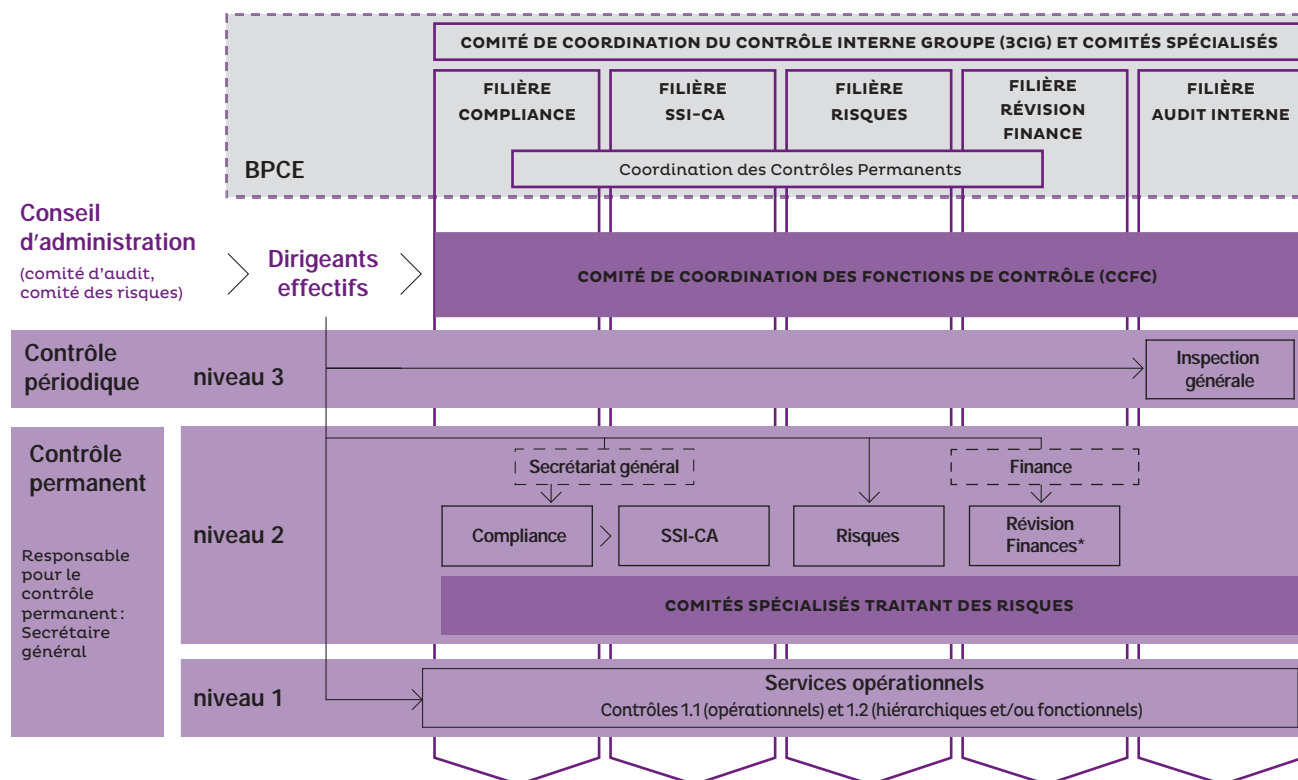 COMITÉ DE COORDINATION DU CONTRÔLE INTERNE GROUPE (3CIG) ET COMITÉS SPÉCIALISÉS
FILIÈRE
COMPLIANCE
FILIÈRE
SSI-CA
FILIÈRE
RISQUES
FILIÈRE
RÉVISION
FINANCE
FILIÈRE
AUDIT INTERNE
BPCE
Coordination des Contrôles Permanents
Conseil
d'administration
(comité d'audit,
comité des risques)
Dirigeants
effectifs
COMITÉ DE COORDINATION DES FONCTIONS DE CONTRÔLE (CCFC)
Contrôle
périodique
niveau 3
Inspection
générale
Contrôle
permanent
Responsable
pour le
contrôle
permanent :
Secrétaire
général
niveau 2
Secrétariat général
Finance
Compliance
SSI-CA
Risques
Révision
Finances*
COMITÉS SPÉCIALISÉS TRAITANT DES RISQUES
niveau 1
Services opérationnels
Contrôles 1.1 (opérationnels) et 1.2 (hiérarchiques et/ou fonctionnels)